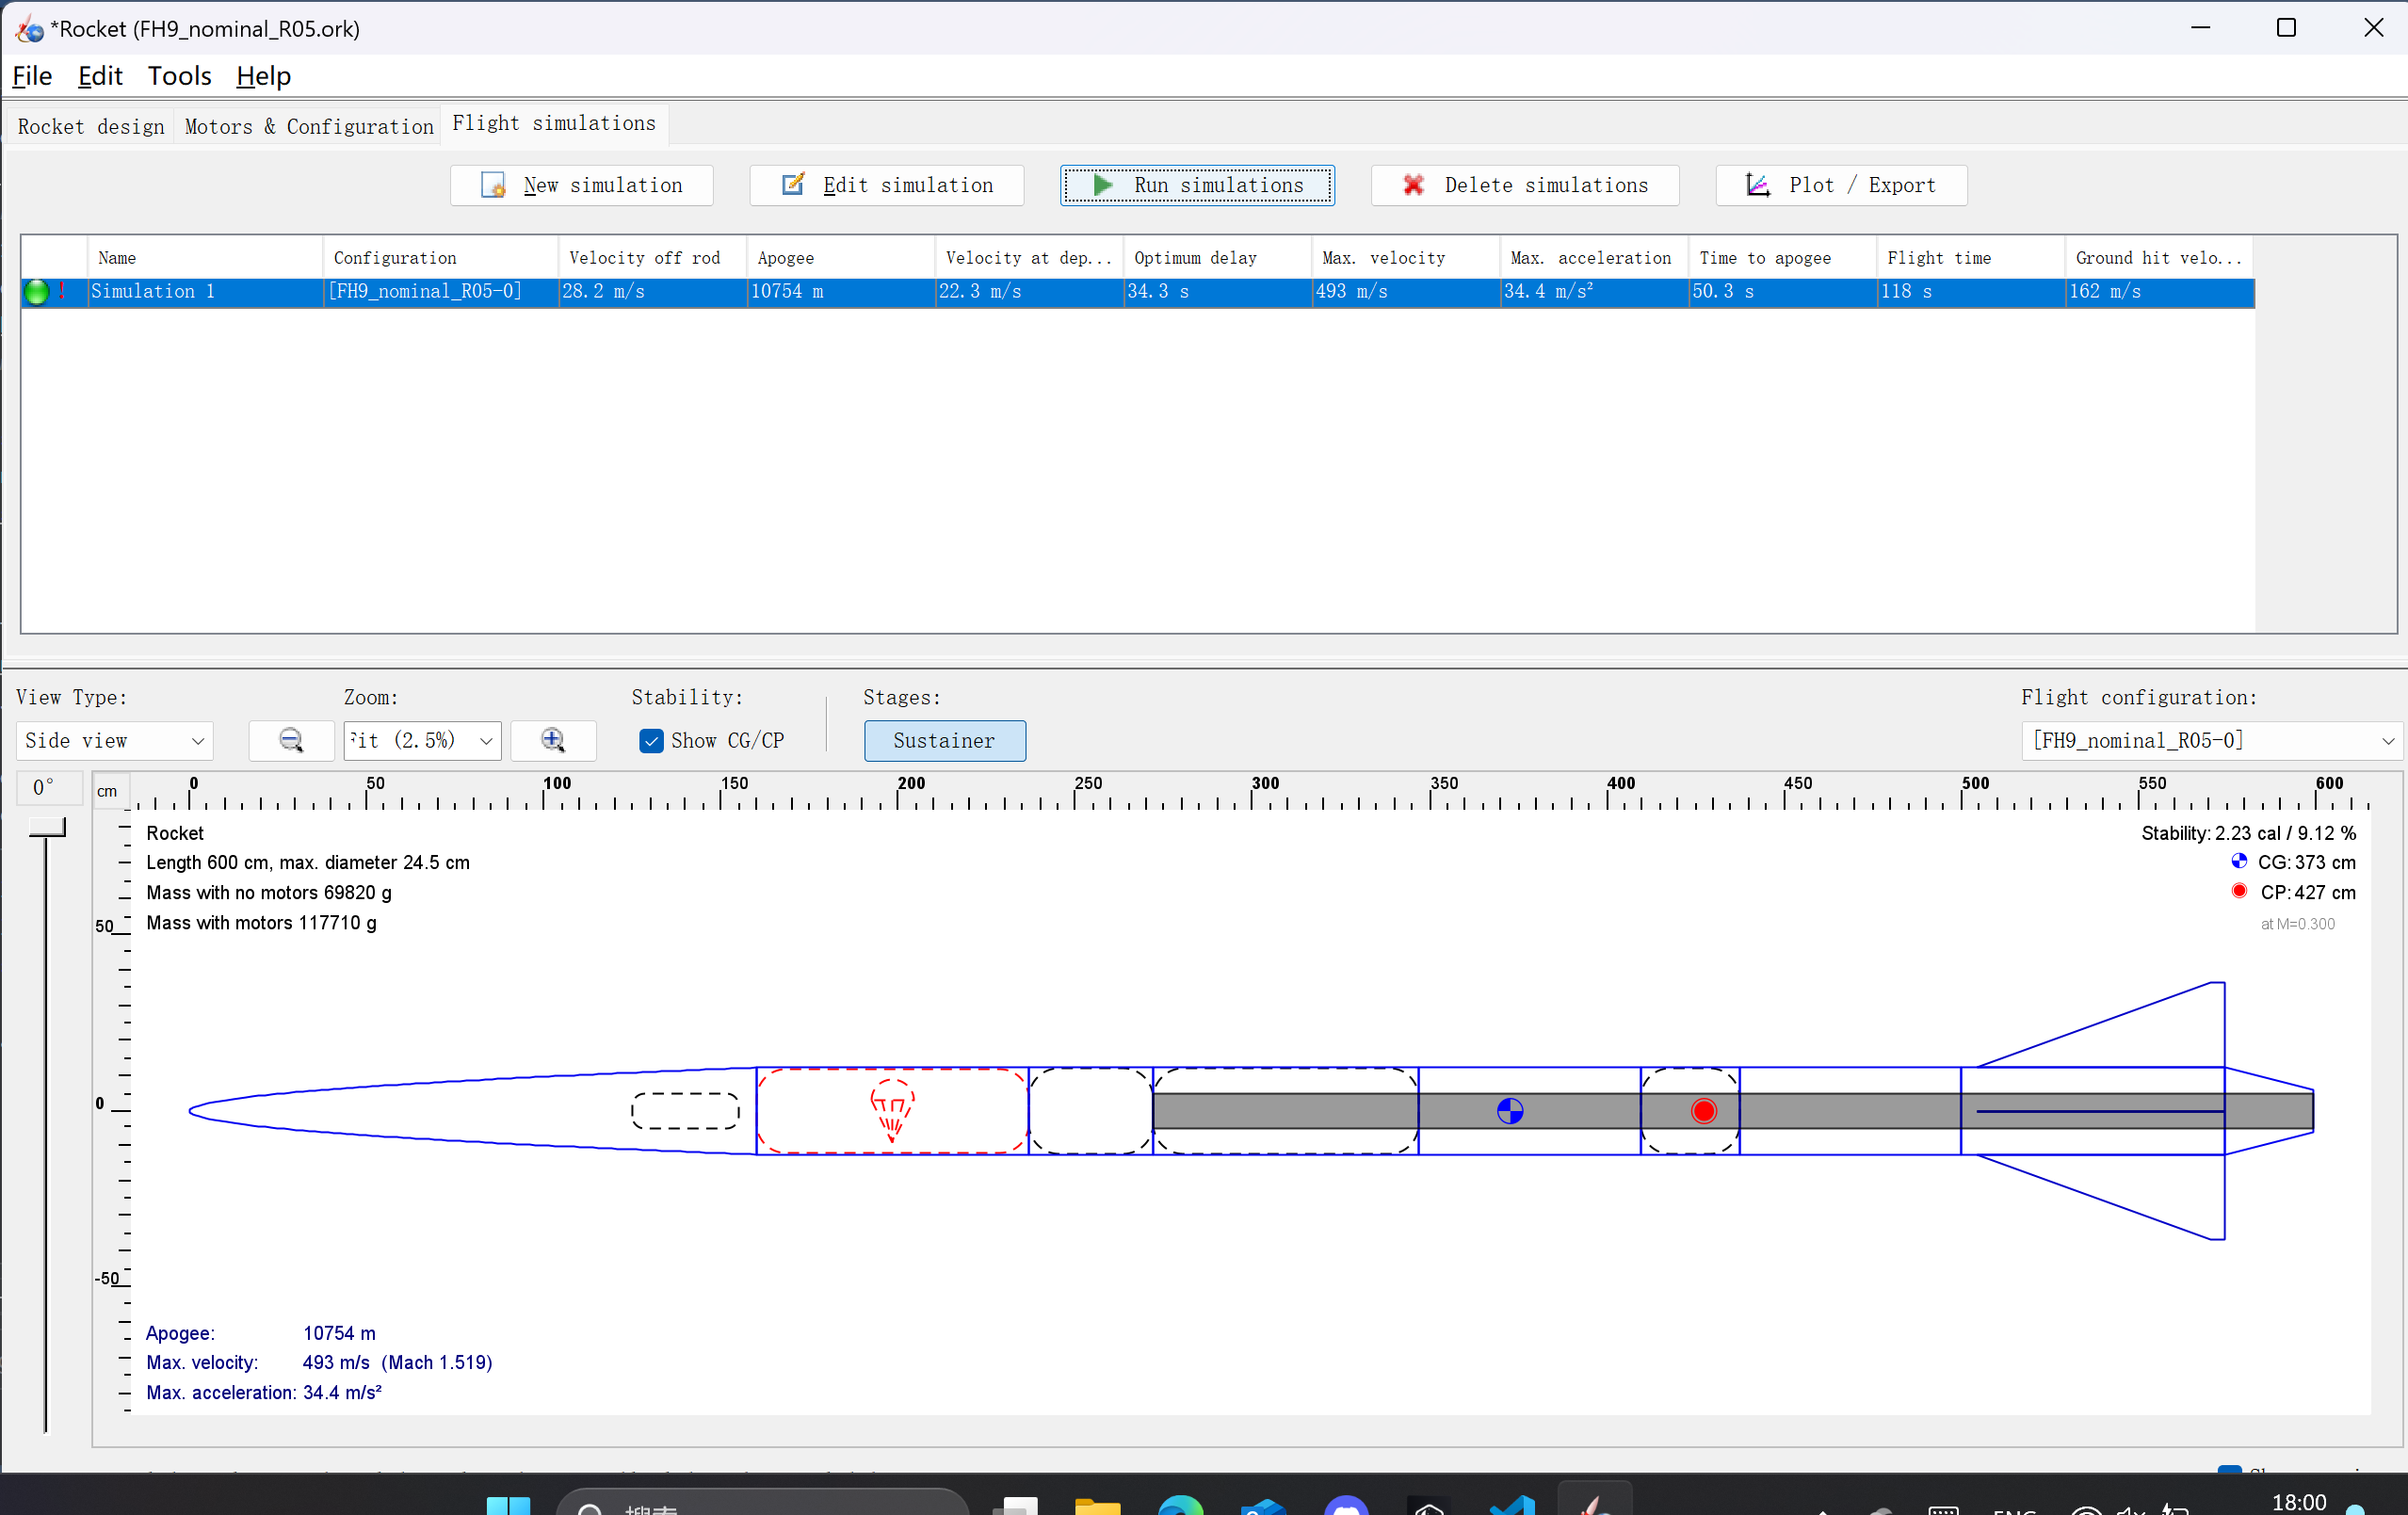 *Rocket (FH9_nominal_R05.ork)
File Edit Tools Help
Rocket design Motors & Configuration Flight simulations
New simulation Edit simulation Run simulations Delete simulations Plot / Export
Name Configuration Velocity off rod Apogee Velocity at dep... Optimum delay Max. velocity Max. acceleration Time to apogee Flight time Ground hit velo...
! Simulation 1 [FH9_nominal_R05-0] 28.2 m/s 10754 m 22.3 m/s 34.3 s 493 m/s 34.4 m/s² 50.3 s 118 s 162 m/s
View Type: Zoom: Stability: Stages: Flight configuration:
Side view Fit (2.5%) Show CG/CP Sustainer [FH9_nominal_R05-0]
0° cm 0 50 100 150 200 250 300 350 400 450 500 550 600
Rocket
Length 600 cm, max. diameter 24.5 cm
Mass with no motors 69820 g
Mass with motors 117710 g
Stability: 2.23 cal / 9.12 %
CG: 373 cm
CP: 427 cm
at M=0.300
50
0
-50
Apogee: 10754 m
Max. velocity: 493 m/s (Mach 1.519)
Max. acceleration: 34.4 m/s²
搜索
ENG
18:00